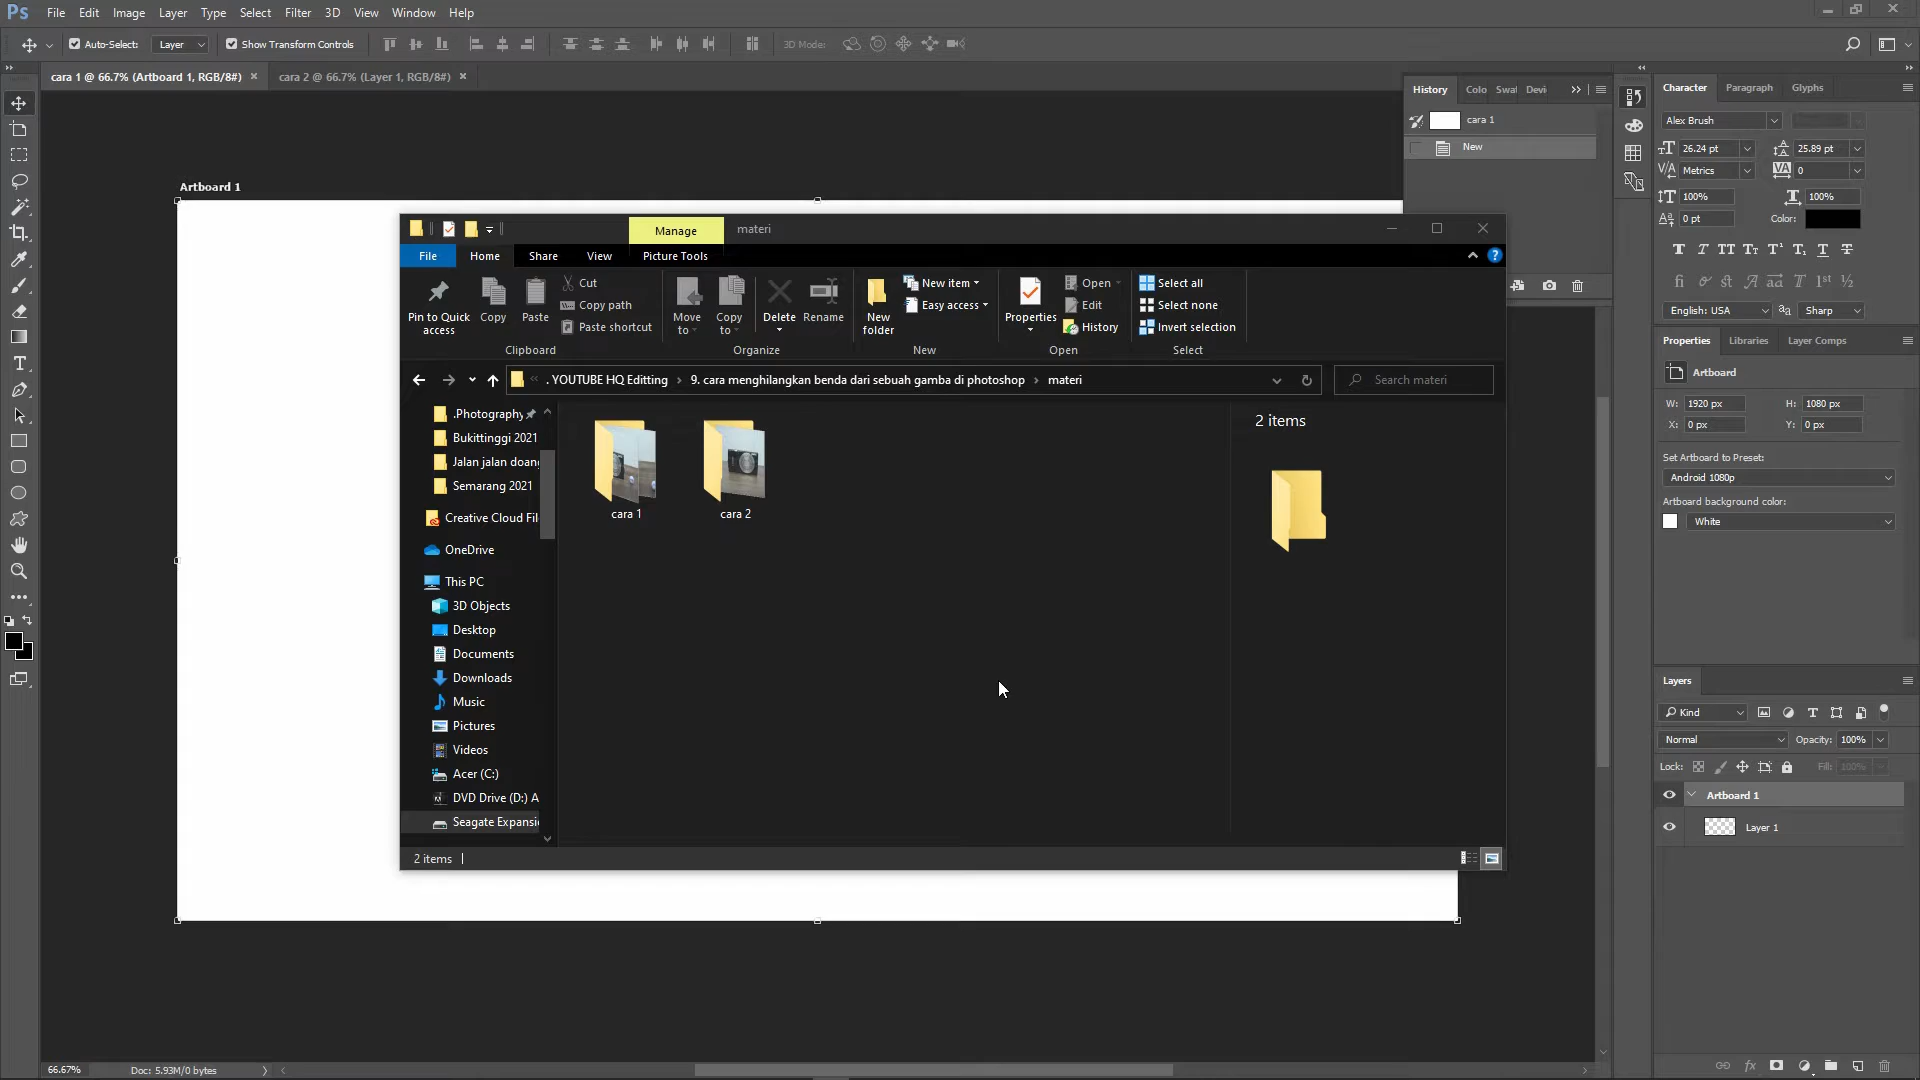 Ps File Edit Image Layer Type Select Filter 3D View Window Help
Auto-Select: Layer Show Transform Controls 3D Mode:
cara 1 @ 66.7% (Artboard 1, RGB/8#) × cara 2 @ 66.7% (Layer 1, RGB/8#) ×
Artboard 1
materi
Manage
File Home Share View Picture Tools
Pin to Quick access
Copy
Paste
Cut
Copy path
Paste shortcut
Clipboard
Move to
Copy to
Delete
Rename
Organize
New folder
New item
Easy access
New
Properties
Open
Edit
History
Open
Select all
Select none
Invert selection
Select
« . YOUTUBE HQ Editting › 9. cara menghilangkan benda dari sebuah gamba di photoshop › materi
Search materi
.Photography
Bukittinggi 2021
Jalan jalan doang
Semarang 2021
Creative Cloud Fil
OneDrive
This PC
3D Objects
Desktop
Documents
Downloads
Music
Pictures
Videos
Acer (C:)
DVD Drive (D:) A
Seagate Expansi
cara 1
cara 2
2 items
2 items
History Colo Swat Devi
cara 1
New
Character Paragraph Glyphs
Alex Brush
26.24 pt 25.89 pt
Metrics 0
100% 100%
0 pt Color:
English: USA Sharp
Properties Libraries Layer Comps
Artboard
W: 1920 px H: 1080 px
X: 0 px Y: 0 px
Set Artboard to Preset:
Android 1080p
Artboard background color:
White
Layers
Kind
Normal Opacity: 100%
Lock: Fill: 100%
Artboard 1
Layer 1
66.67% Doc: 5.93M/0 bytes